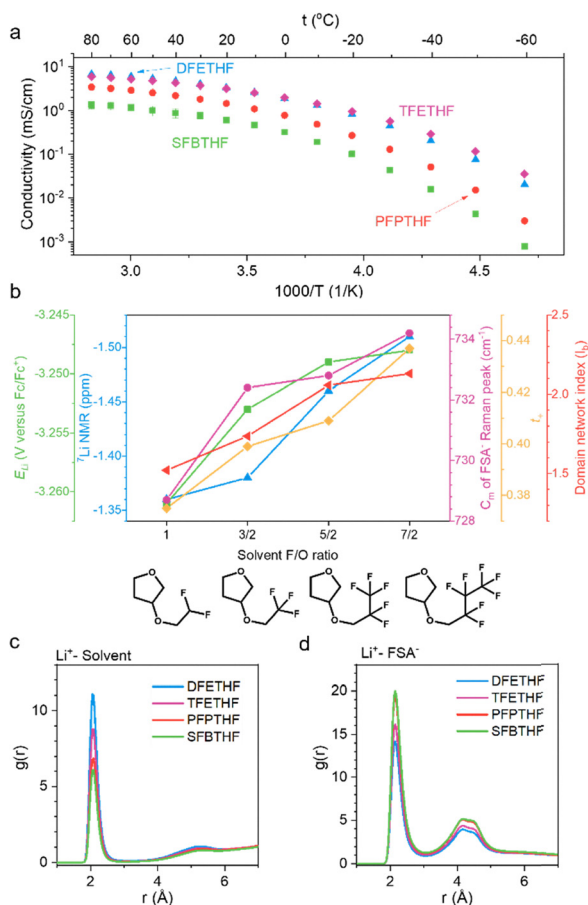 a
t (°C)
80 60 40 20 0 -20 -40 -60
10¹
10⁰
10⁻¹
10⁻²
10⁻³
Conductivity (mS/cm)
DFETHF
TFETHF
SFBTHF
PFPTHF
3.0 3.5 4.0 4.5
1000/T (1/K)
b
E_Li (V versus Fc/Fc⁺)
-3.245
-3.250
-3.255
-3.260
⁷Li NMR (ppm)
-1.50
-1.45
-1.40
-1.35
C_m of FSA⁻ Raman peak (cm⁻¹)
734
732
730
728
t₊
0.44
0.42
0.40
0.38
Domain network index (I_b)
2.5
2.0
1.5
1 3/2 5/2 7/2
Solvent F/O ratio
O O F F
O O F F F
O O F F F F F
O O F F F F F F F
c
Li⁺- Solvent
DFETHF
TFETHF
PFPTHF
SFBTHF
g(r)
10
5
0
2 4 6
r (Å)
d
Li⁺- FSA⁻
DFETHF
TFETHF
PFPTHF
SFBTHF
g(r)
20
15
10
5
0
2 4 6
r (Å)